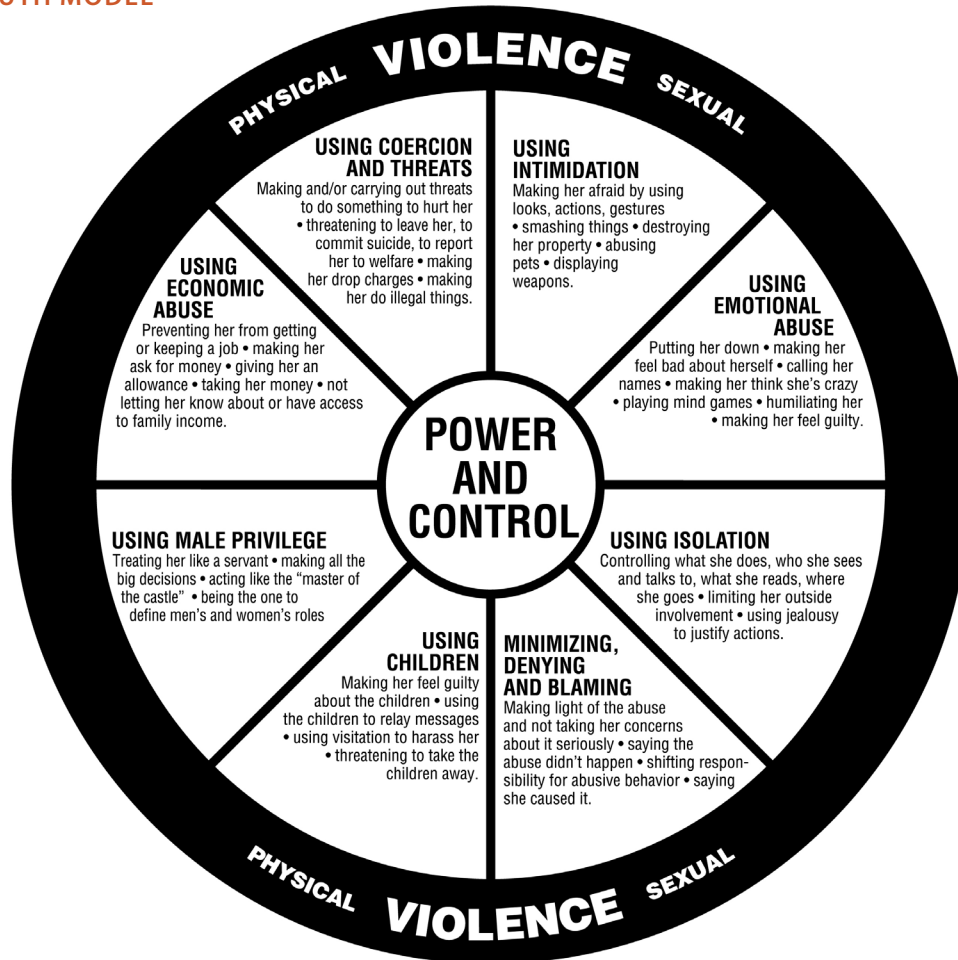 PHYSICAL VIOLENCE SEXUAL
USING COERCION
AND THREATS
Making and/or carrying out threats
to do something to hurt her
• threatening to leave her, to
commit suicide, to report
her to welfare • making
her drop charges • making
her do illegal things.
USING
INTIMIDATION
Making her afraid by using
looks, actions, gestures
• smashing things • destroying
her property • abusing
pets • displaying
weapons.
USING
ECONOMIC
ABUSE
Preventing her from getting
or keeping a job • making her
ask for money • giving her an
allowance • taking her money • not
letting her know about or have access
to family income.
USING
EMOTIONAL
ABUSE
Putting her down • making her
feel bad about herself • calling her
names • making her think she's crazy
• playing mind games • humiliating her
• making her feel guilty.
POWER
AND
CONTROL
USING MALE PRIVILEGE
Treating her like a servant • making all the
big decisions • acting like the “master of
the castle” • being the one to
define men's and women's roles
USING ISOLATION
Controlling what she does, who she sees
and talks to, what she reads, where
she goes • limiting her outside
involvement • using jealousy
to justify actions.
USING
CHILDREN
Making her feel guilty
about the children • using
the children to relay messages
• using visitation to harass her
• threatening to take the
children away.
MINIMIZING,
DENYING
AND BLAMING
Making light of the abuse
and not taking her concerns
about it seriously • saying the
abuse didn't happen • shifting respon-
sibility for abusive behavior • saying
she caused it.
PHYSICAL VIOLENCE SEXUAL